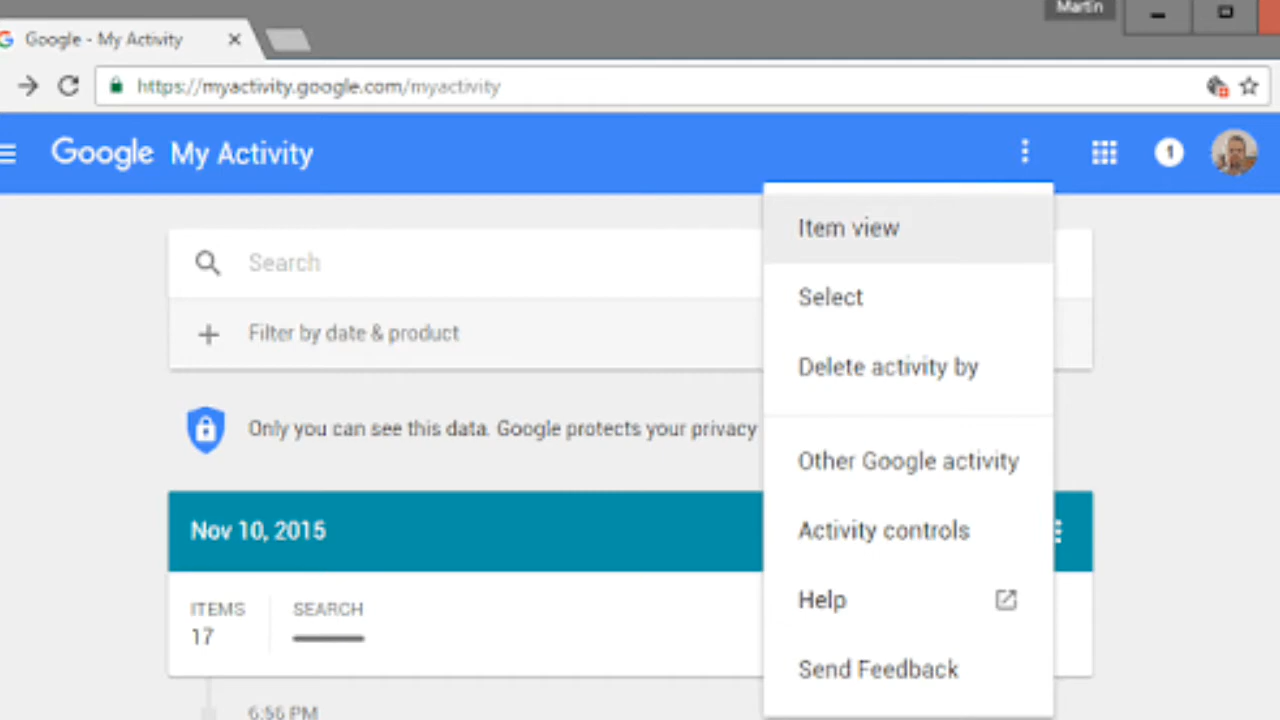 Martin
Google - My Activity
https://myactivity.google.com/myactivity
Google My Activity
1
Search
Filter by date & product
Only you can see this data. Google protects your privacy
Nov 10, 2015
ITEMS
17
SEARCH
6:56 PM
Item view
Select
Delete activity by
Other Google activity
Activity controls
Help
Send Feedback